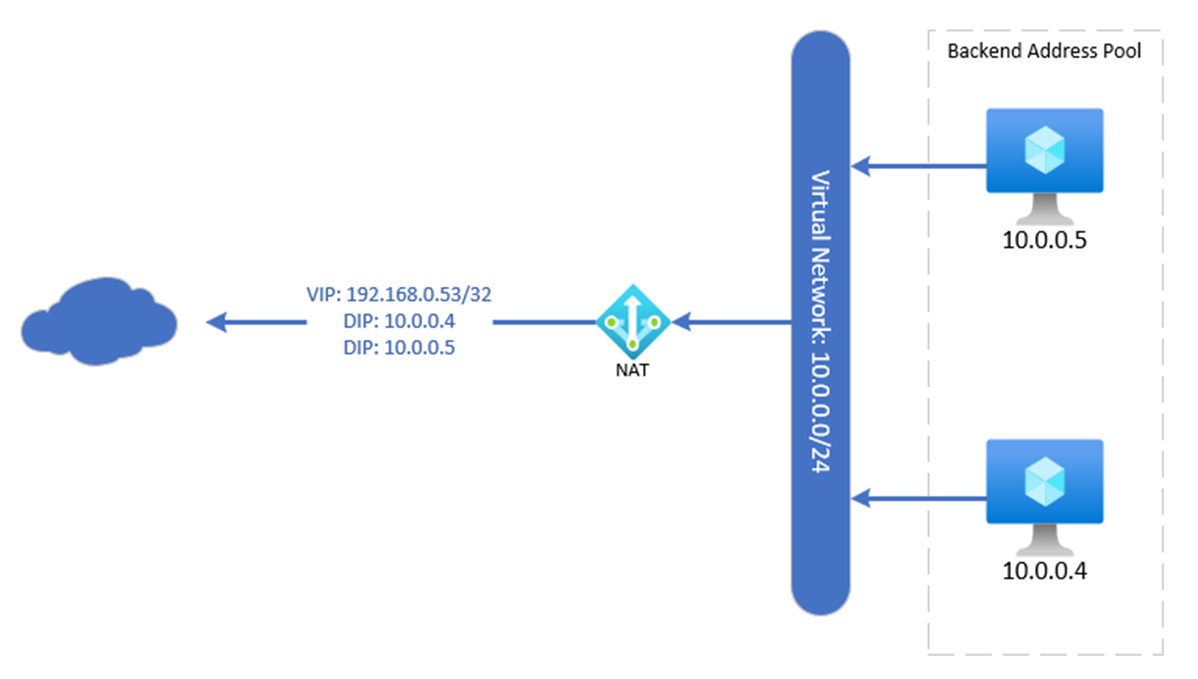 Backend Address Pool
10.0.0.5
VIP: 192.168.0.53/32
DIP: 10.0.0.4
DIP: 10.0.0.5
NAT
Virtual Network: 10.0.0.0/24
10.0.0.4